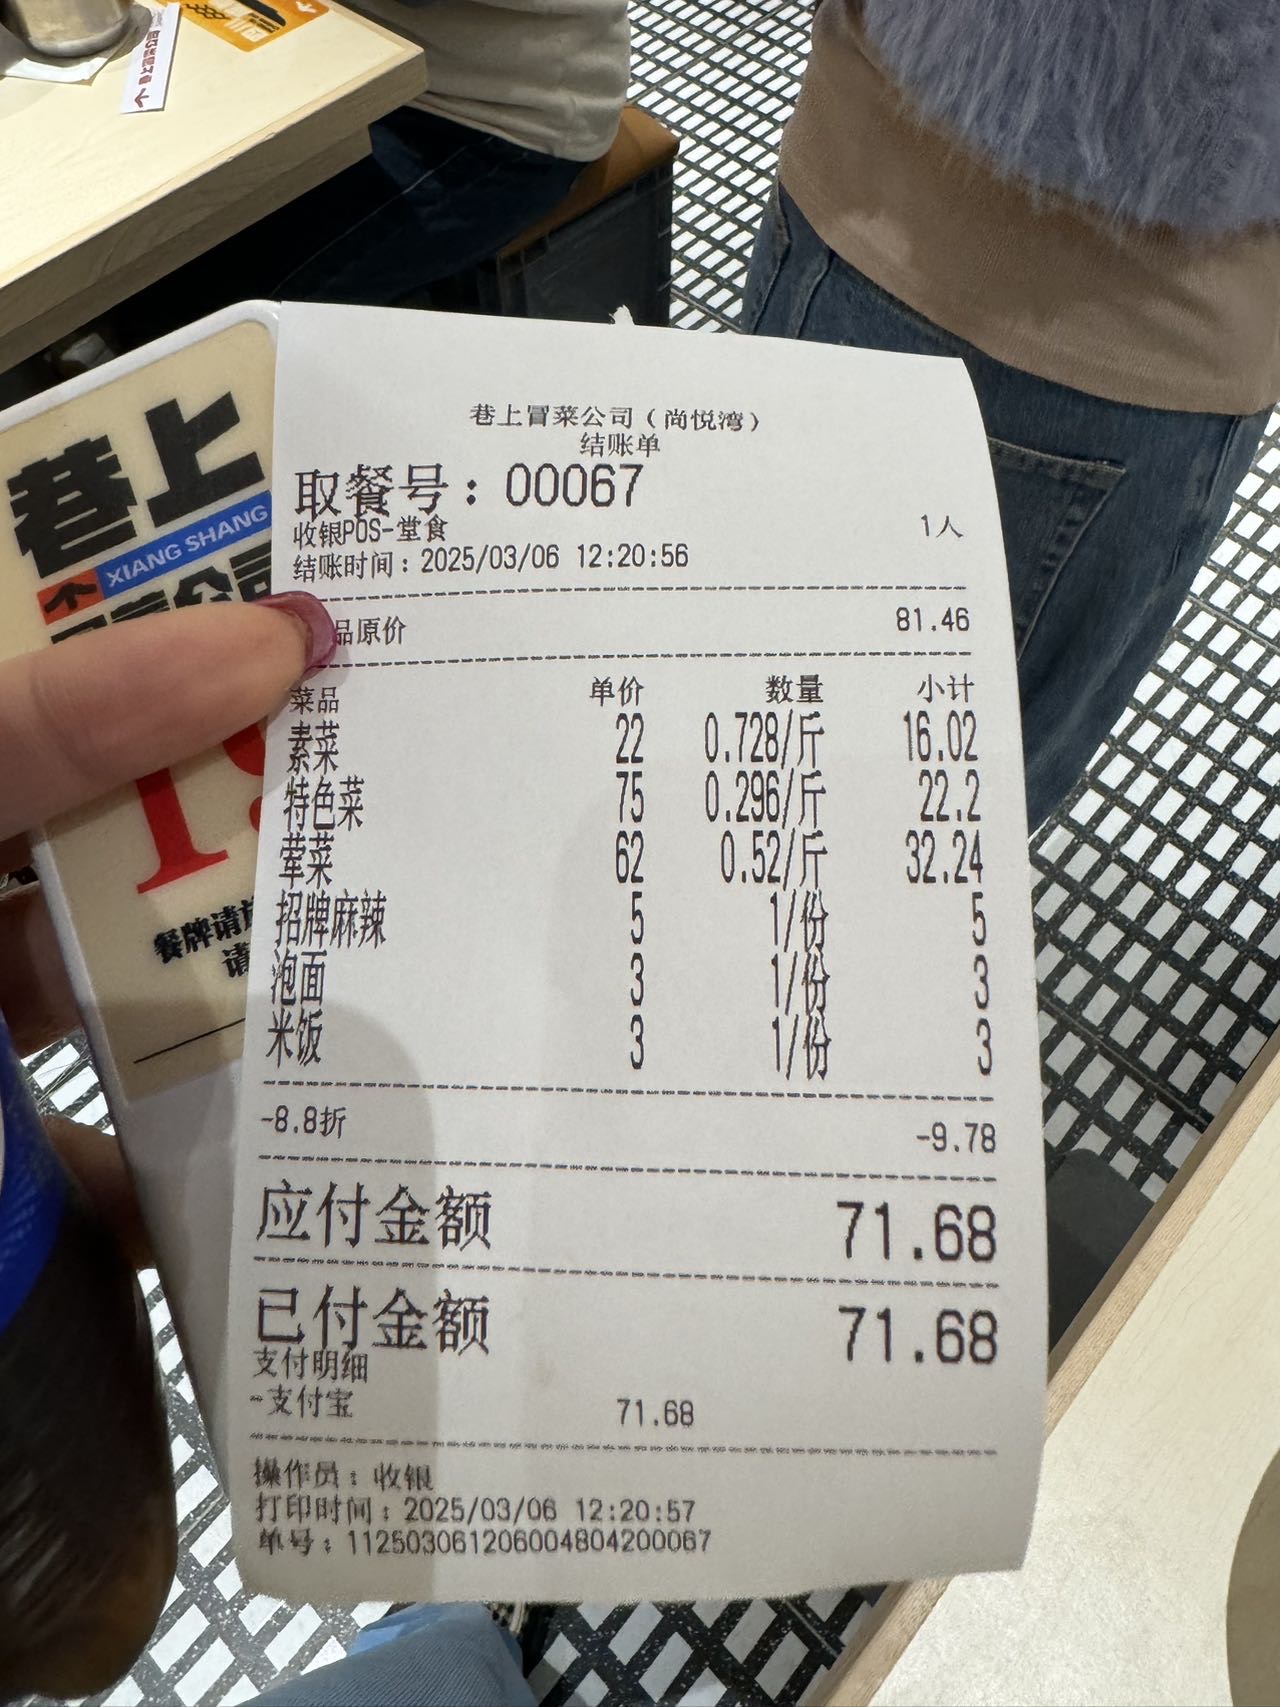 巷上
XIANG SHANG
个
餐牌请
请
巷上冒菜公司（尚悦湾）
结账单
取餐号：00067
收银POS-堂食 1人
结账时间：2025/03/06 12:20:56
品原价 81.46
菜品 单价 数量 小计
素菜 22 0.728/斤 16.02
特色菜 75 0.296/斤 22.2
荤菜 62 0.52/斤 32.24
招牌麻辣 5 1/份 5
泡面 3 1/份 3
米饭 3 1/份 3
-8.8折 -9.78
应付金额 71.68
已付金额 71.68
支付明细
-支付宝 71.68
操作员：收银
打印时间：2025/03/06 12:20:57
单号：11250306120600480420­0067